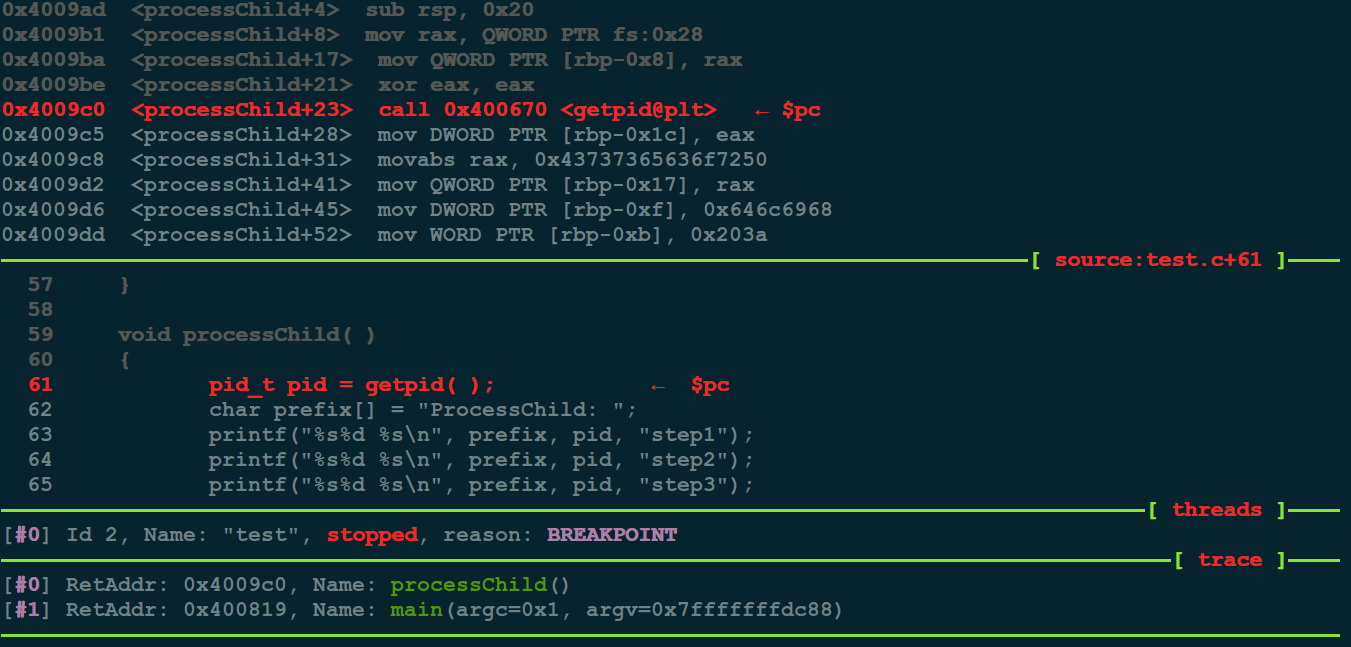 0x4009ad <processChild+4> sub rsp, 0x20
0x4009b1 <processChild+8> mov rax, QWORD PTR fs:0x28
0x4009ba <processChild+17> mov QWORD PTR [rbp-0x8], rax
0x4009be <processChild+21> xor eax, eax
0x4009c0 <processChild+23> call 0x400670 <getpid@plt> ← $pc
0x4009c5 <processChild+28> mov DWORD PTR [rbp-0x1c], eax
0x4009c8 <processChild+31> movabs rax, 0x43737365636f7250
0x4009d2 <processChild+41> mov QWORD PTR [rbp-0x17], rax
0x4009d6 <processChild+45> mov DWORD PTR [rbp-0xf], 0x646c6968
0x4009dd <processChild+52> mov WORD PTR [rbp-0xb], 0x203a
[ source:test.c+61 ]
57 }
58
59 void processChild( )
60 {
61 pid_t pid = getpid( ); ← $pc
62 char prefix[] = "ProcessChild: ";
63 printf("%s%d %s\n", prefix, pid, "step1");
64 printf("%s%d %s\n", prefix, pid, "step2");
65 printf("%s%d %s\n", prefix, pid, "step3");
[ threads ]
[#0] Id 2, Name: "test", stopped, reason: BREAKPOINT
[ trace ]
[#0] RetAddr: 0x4009c0, Name: processChild()
[#1] RetAddr: 0x400819, Name: main(argc=0x1, argv=0x7fffffffdc88)